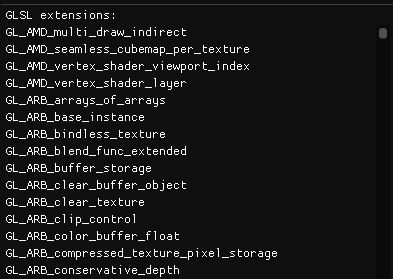 GLSL extensions:
GL_AMD_multi_draw_indirect
GL_AMD_seamless_cubemap_per_texture
GL_AMD_vertex_shader_viewport_index
GL_AMD_vertex_shader_layer
GL_ARB_arrays_of_arrays
GL_ARB_base_instance
GL_ARB_bindless_texture
GL_ARB_blend_func_extended
GL_ARB_buffer_storage
GL_ARB_clear_buffer_object
GL_ARB_clear_texture
GL_ARB_clip_control
GL_ARB_color_buffer_float
GL_ARB_compressed_texture_pixel_storage
GL_ARB_conservative_depth